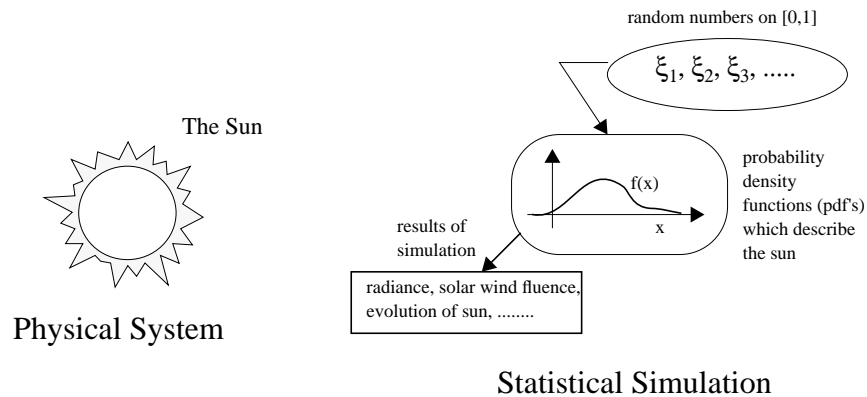 random numbers on [0,1]
ξ1, ξ2, ξ3, .....
The Sun
f(x)
x
probability
density
functions (pdf's)
which describe
the sun
results of
simulation
radiance, solar wind fluence,
evolution of sun, ........
Physical System
Statistical Simulation